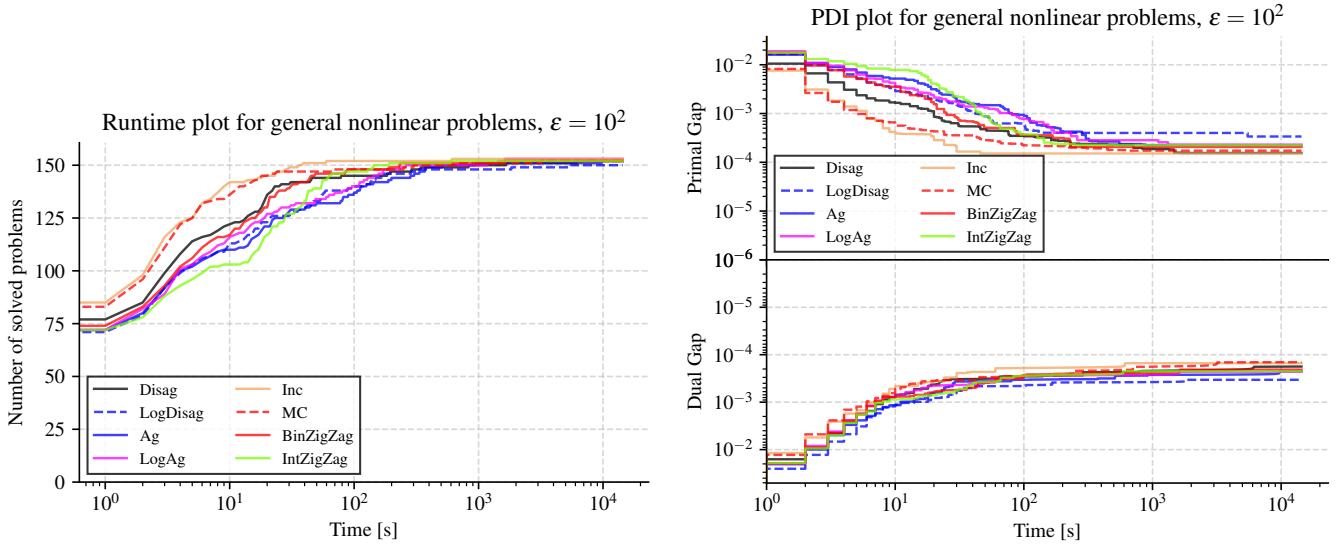 Runtime plot for general nonlinear problems, ε = 10²
Number of solved problems
150
125
100
75
50
25
0
Disag
LogDisag
Ag
LogAg
Inc
MC
BinZigZag
IntZigZag
10⁰
10¹
10²
10³
10⁴
Time [s]
PDI plot for general nonlinear problems, ε = 10²
Primal Gap
10⁻²
10⁻³
10⁻⁴
10⁻⁵
10⁻⁶
Disag
LogDisag
Ag
LogAg
Inc
MC
BinZigZag
IntZigZag
Dual Gap
10⁻⁵
10⁻⁴
10⁻³
10⁻²
10⁰
10¹
10²
10³
10⁴
Time [s]